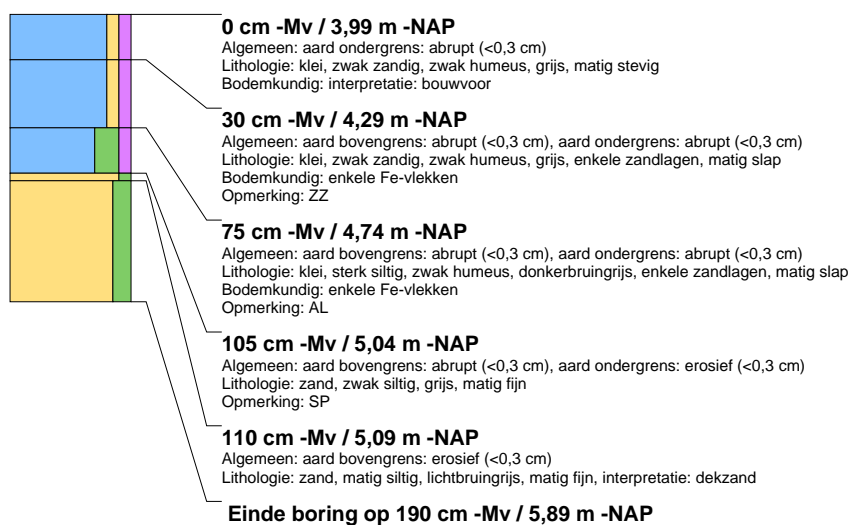 0 cm -Mv / 3,99 m -NAP
Algemeen: aard ondergrens: abrupt (<0,3 cm)
Lithologie: klei, zwak zandig, zwak humeus, grijs, matig stevig
Bodemkundig: interpretatie: bouwvoor
30 cm -Mv / 4,29 m -NAP
Algemeen: aard bovengrens: abrupt (<0,3 cm), aard ondergrens: abrupt (<0,3 cm)
Lithologie: klei, zwak zandig, zwak humeus, grijs, enkele zandlagen, matig slap
Bodemkundig: enkele Fe-vlekken
Opmerking: ZZ
75 cm -Mv / 4,74 m -NAP
Algemeen: aard bovengrens: abrupt (<0,3 cm), aard ondergrens: abrupt (<0,3 cm)
Lithologie: klei, sterk siltig, zwak humeus, donkerbruingrijs, enkele zandlagen, matig slap
Bodemkundig: enkele Fe-vlekken
Opmerking: AL
105 cm -Mv / 5,04 m -NAP
Algemeen: aard bovengrens: abrupt (<0,3 cm), aard ondergrens: erosief (<0,3 cm)
Lithologie: zand, zwak siltig, grijs, matig fijn
Opmerking: SP
110 cm -Mv / 5,09 m -NAP
Algemeen: aard bovengrens: erosief (<0,3 cm)
Lithologie: zand, matig siltig, lichtbruingrijs, matig fijn, interpretatie: dekzand
Einde boring op 190 cm -Mv / 5,89 m -NAP